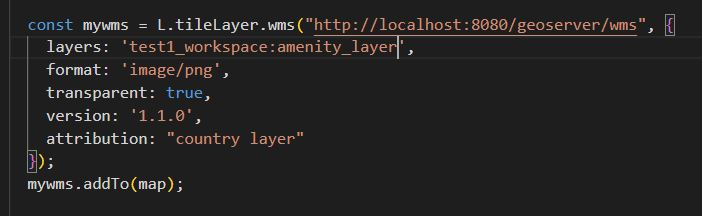 const mywms = L.tileLayer.wms("http://localhost:8080/geoserver/wms", {
layers: 'test1_workspace:amenity_layer',
format: 'image/png',
transparent: true,
version: '1.1.0',
attribution: "country layer"
});
mywms.addTo(map);